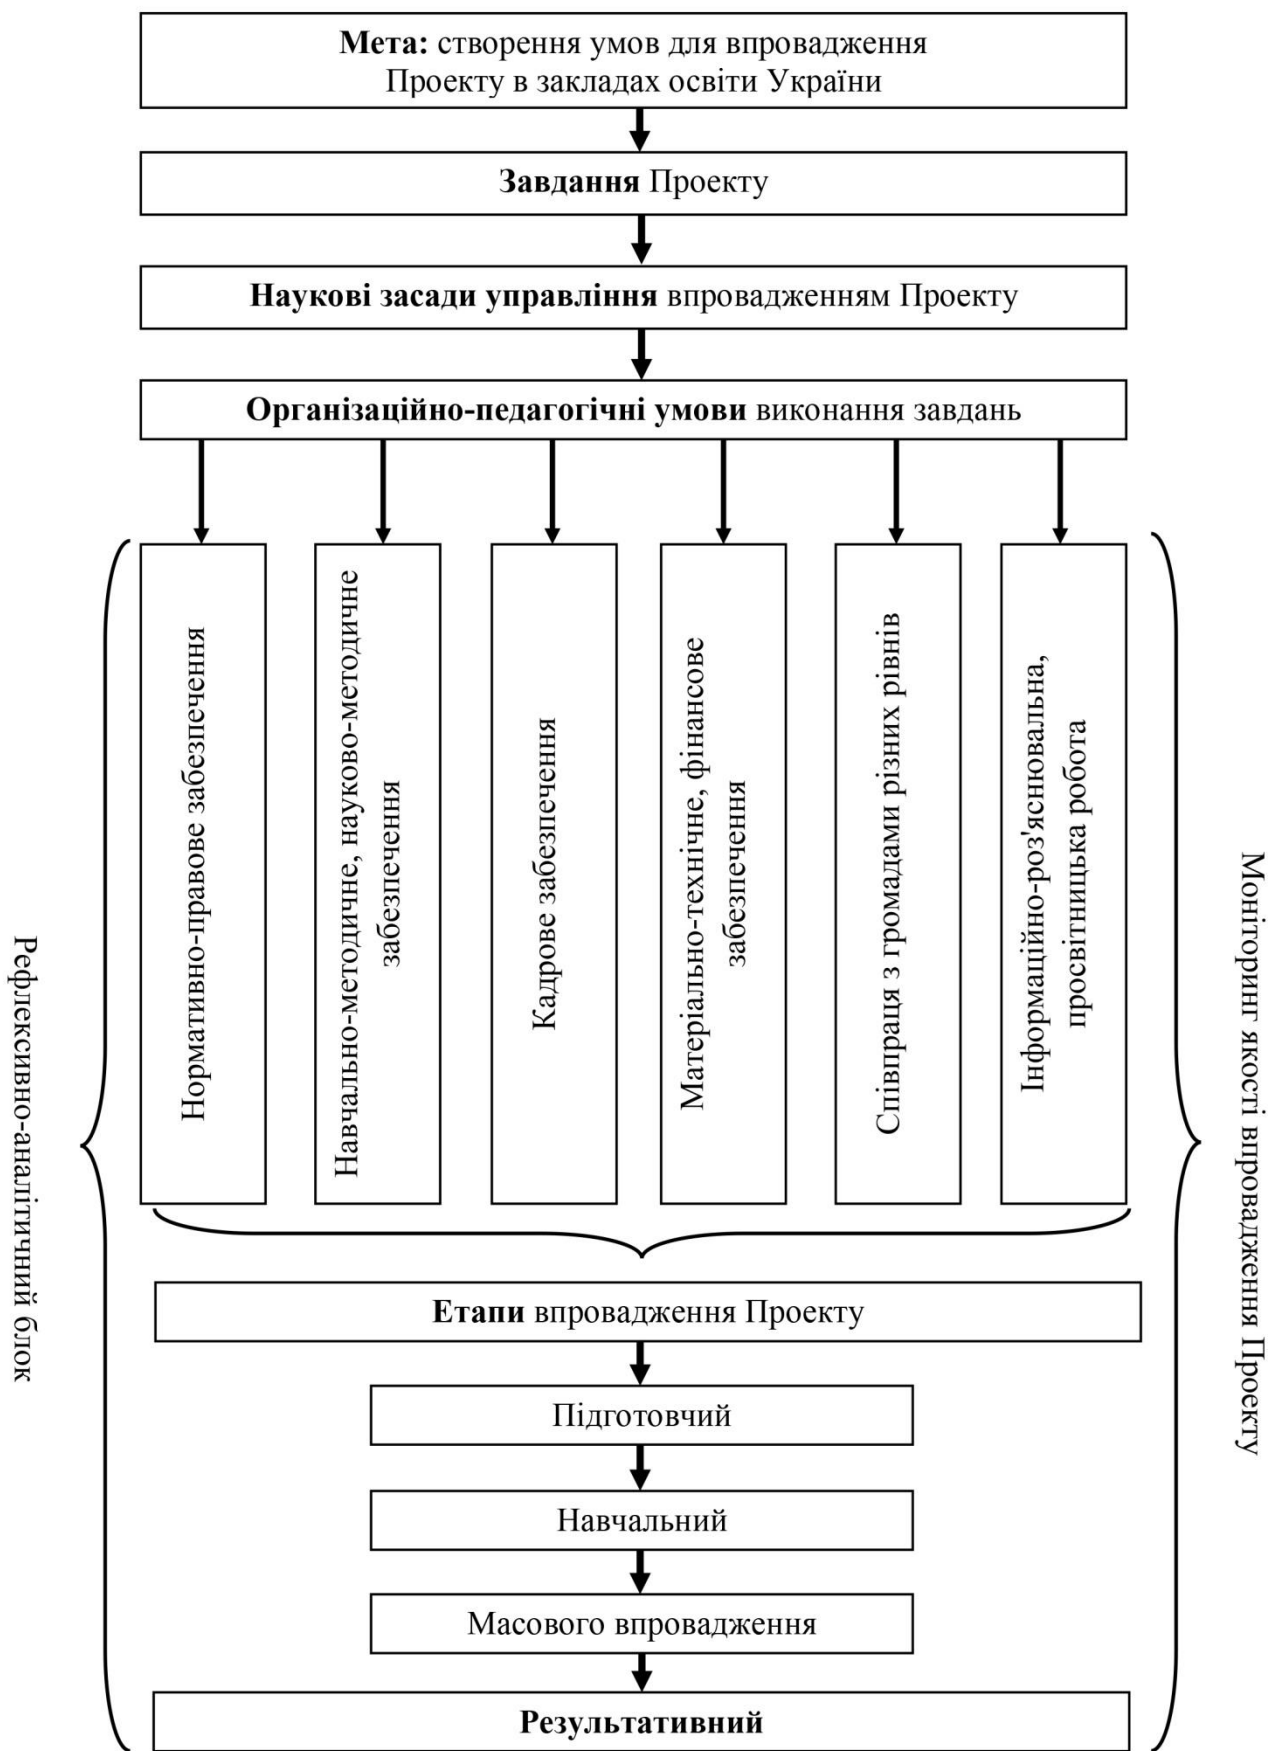 Мета: створення умов для впровадження
Проекту в закладах освіти України
Завдання Проекту
Наукові засади управління впровадженням Проекту
Організаційно-педагогічні умови виконання завдань
Рефлексивно-аналітичний блок
Нормативно-правове забезпечення
Навчально-методичне, науково-методичне
забезпечення
Кадрове забезпечення
Матеріально-технічне, фінансове
забезпечення
Співпраця з громадами різних рівнів
Інформаційно-роз'яснювальна,
просвітницька робота
Моніторинг якості впровадження Проекту
Етапи впровадження Проекту
Підготовчий
Навчальний
Масового впровадження
Результативний